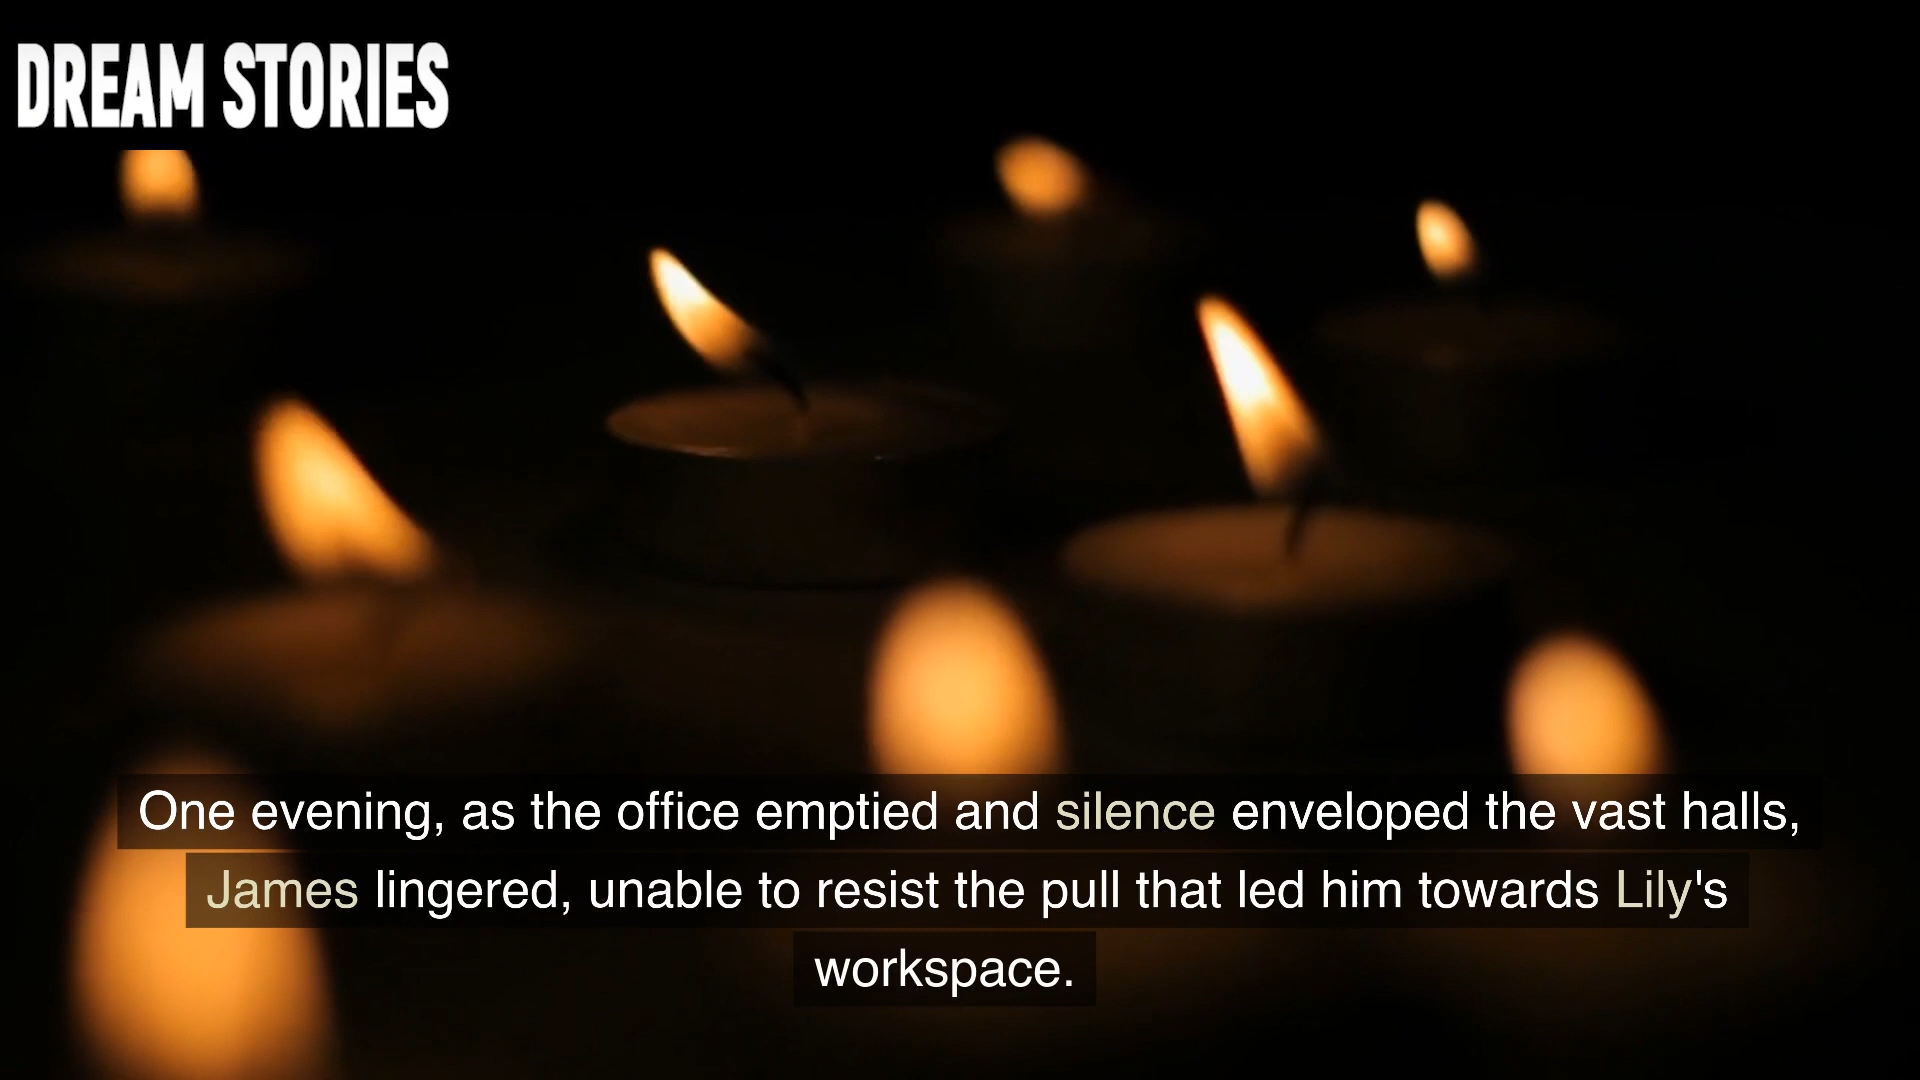 DREAM STORIES
One evening, as the office emptied and silence enveloped the vast halls,
James lingered, unable to resist the pull that led him towards Lily's
workspace.